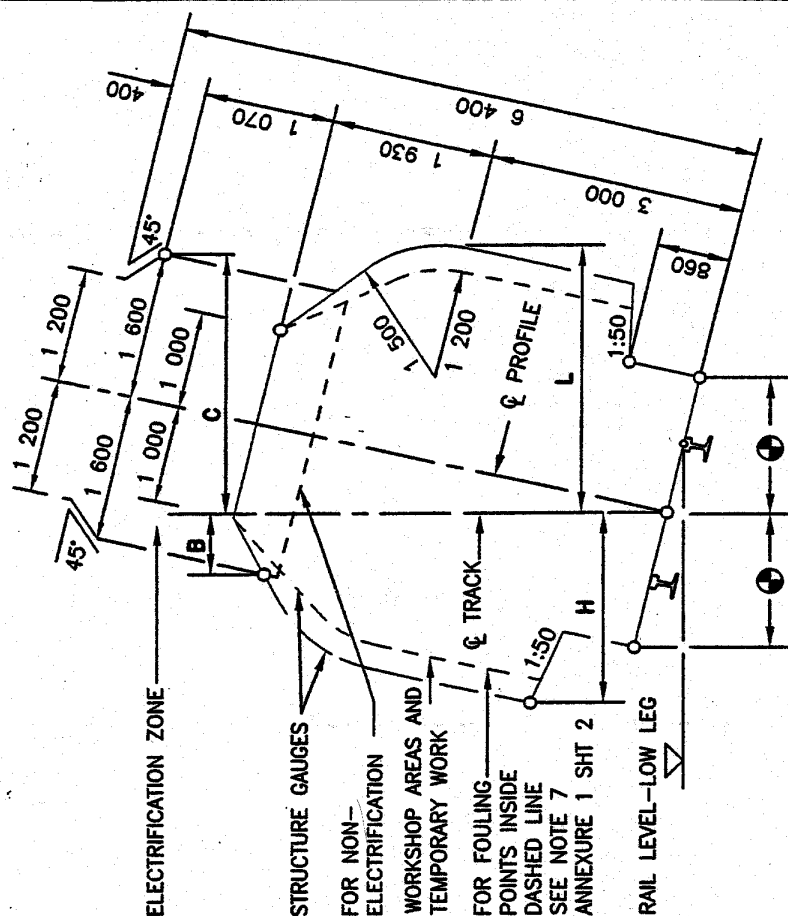 400
1 200
1 200
1 600
1 600
1 000
1 000
45°
45°
1 070
1 930
6 400
3 000
860
C
B
1 500
1 200
L
H
1:50
1:50
℄ PROFILE
℄ TRACK
ELECTRIFICATION ZONE
STRUCTURE GAUGES
FOR NON-
ELECTRIFICATION
WORKSHOP AREAS AND
TEMPORARY WORK
FOR FOULING
POINTS INSIDE
DASHED LINE
SEE NOTE 7
ANNEXURE 1 SHT 2
RAIL LEVEL-LOW LEG